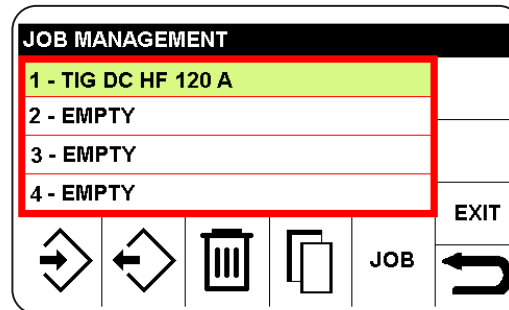 JOB MANAGEMENT
1 - TIG DC HF 120 A
2 - EMPTY
3 - EMPTY
4 - EMPTY
EXIT
JOB